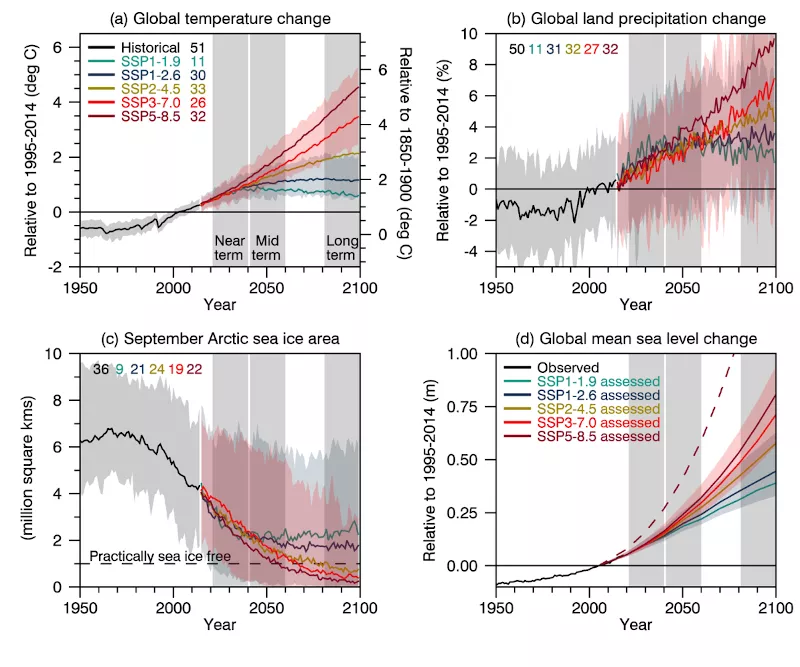 (a) Global temperature change
Relative to 1995-2014 (deg C)
6
4
2
0
-2
Historical 51
SSP1-1.9 11
SSP1-2.6 30
SSP2-4.5 33
SSP3-7.0 26
SSP5-8.5 32
Near term
Mid term
Long term
6
4
2
0
Relative to 1850-1900 (deg C)
1950 2000 2050 2100
Year
(b) Global land precipitation change
Relative to 1995-2014 (%)
10
8
6
4
2
0
-2
-4
50 11 31 32 27 32
1950 2000 2050 2100
Year
(c) September Arctic sea ice area
(million square kms)
10
8
6
4
2
0
36 9 21 24 19 22
Practically sea ice free
1950 2000 2050 2100
Year
(d) Global mean sea level change
Relative to 1995-2014 (m)
1.00
0.75
0.50
0.25
0.00
Observed
SSP1-1.9 assessed
SSP1-2.6 assessed
SSP2-4.5 assessed
SSP3-7.0 assessed
SSP5-8.5 assessed
1950 2000 2050 2100
Year